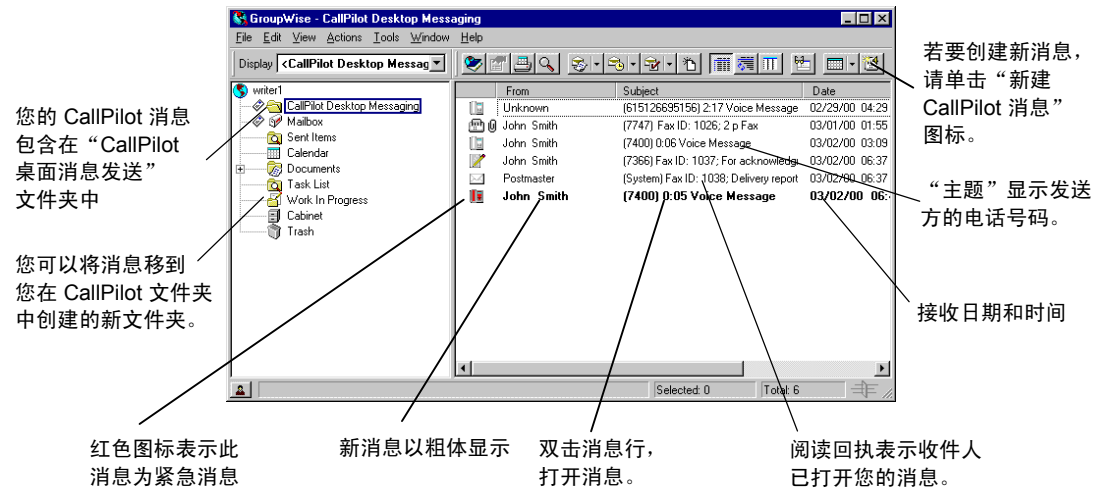 GroupWise - CallPilot Desktop Messaging
File Edit View Actions Tools Window Help
Display <CallPilot Desktop Messag
writer1
CallPilot Desktop Messaging
Mailbox
Sent Items
Calendar
Documents
Task List
Work In Progress
Cabinet
Trash
From Subject Date
Unknown (615126695156) 2:17 Voice Message 02/29/00 04:29
John Smith (7747) Fax ID: 1026; 2 p Fax 03/01/00 01:55
John Smith (7400) 0:06 Voice Message 03/02/00 03:09
John Smith (7366) Fax ID: 1037; For acknowledg 03/02/00 06:37
Postmaster (System) Fax ID: 1038; Delivery report 03/02/00 06:37
John Smith (7400) 0:05 Voice Message 03/02/00 06:
Selected: 0 Total: 6
您的 CallPilot 消息
包含在“CallPilot
桌面消息发送”
文件夹中
您可以将消息移到
您在 CallPilot 文件夹
中创建的新文件夹。
若要创建新消息，
请单击“新建
CallPilot 消息”
图标。
“主题”显示发送
方的电话号码。
接收日期和时间
红色图标表示此
消息为紧急消息
新消息以粗体显示
双击消息行，
打开消息。
阅读回执表示收件人
已打开您的消息。